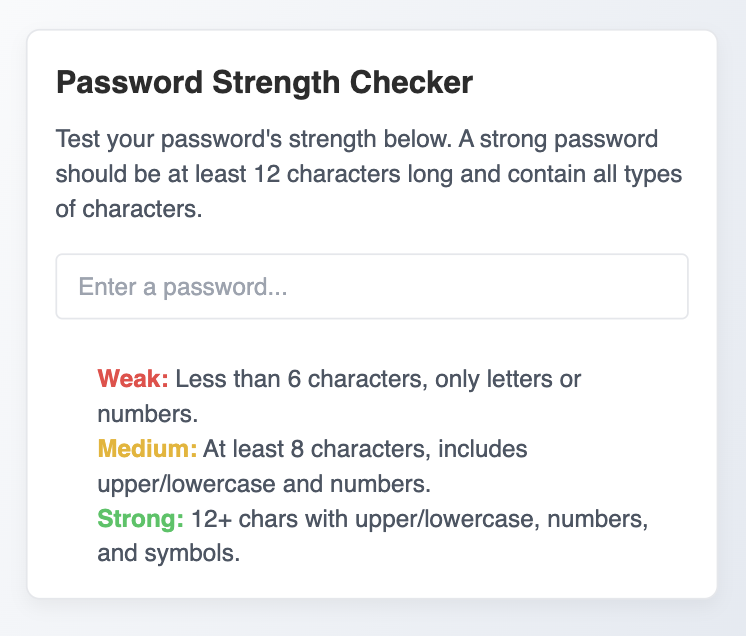 Password Strength Checker
Test your password's strength below. A strong password
should be at least 12 characters long and contain all types
of characters.
Enter a password...
Weak: Less than 6 characters, only letters or
numbers.
Medium: At least 8 characters, includes
upper/lowercase and numbers.
Strong: 12+ chars with upper/lowercase, numbers,
and symbols.